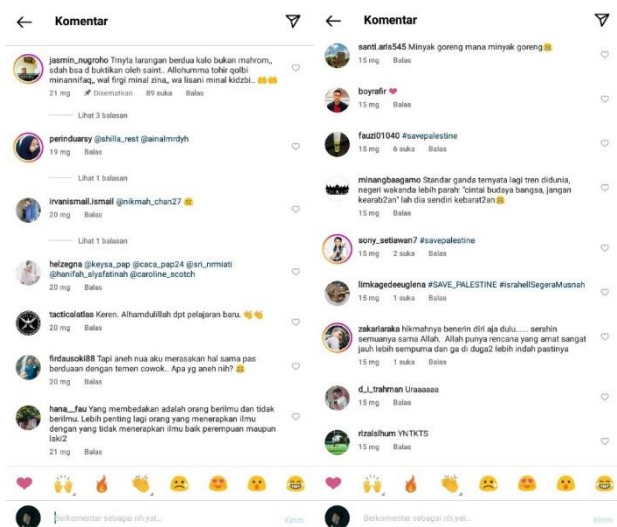 Komentar
jasmin_nugroho Trnyta larangan berdua kalo bukan mahrom,,
sdah bsa d buktikan oleh saint.. Allohumma tohir qolbi
minannifaq,, wal firgi minal zina,, wa lisani minal kidzbi.. 🤲🤲
21 mg 📌 Disematkan 89 suka Balas
Lihat 3 balasan
perinduarsy @shilla_rest @ainalmrdyh
19 mg Balas
Lihat 1 balasan
irvanismail.ismail @nikmah_chan27
20 mg Balas
Lihat 1 balasan
helzegna @keysa_pap @caca_pap24 @sri_nrmiati
@hanifah_alyafatinah @caroline_scotch
20 mg Balas
tacticalatlas Keren. Alhamdulillah dpt pelajaran baru. 👏👏
20 mg Balas
firdausoki88 Tapi aneh nua aku merasakan hal sama pas
berduaan dengan temen cowok.. Apa yg aneh nih?
20 mg Balas
hana__fau Yang membedakan adalah orang berilmu dan tidak
berilmu. Lebih penting lagi orang yang menerapkan ilmu
dengan yang tidak menerapkan ilmu baik perempuan maupun
laki2
21 mg Balas
Berkomentar sebagai nh.yat...
Kirim
Komentar
santi.aris545 Minyak goreng mana minyak goreng
15 mg Balas
boyrafir ❤
15 mg Balas
fauzi01040 #savepalestine
15 mg 6 suka Balas
minangbaagamo Standar ganda ternyata lagi tren didunia,
negeri wakanda lebih parah: "cintai budaya bangsa, jangan
kearab2an" lah dia sendiri kebarat2an
15 mg Balas
sony_setiawan7 #savepalestine
15 mg 2 suka Balas
limkagedeeuglena #SAVE_PALESTINE #israhellSegeraMusnah
15 mg 1 suka Balas
zakariaraka hikmahnya benerin diri aja dulu...... serahin
semuanya sama Allah. Allah punya rencana yang amat sangat
jauh lebih sempurna dan ga di duga2 lebih indah pastinya
15 mg 1 suka Balas
d_i_trahman Uraaaaaa
15 mg Balas
rizalslhum YNTKTS
15 mg Balas
Berkomentar sebagai nh.yat...
Kirim